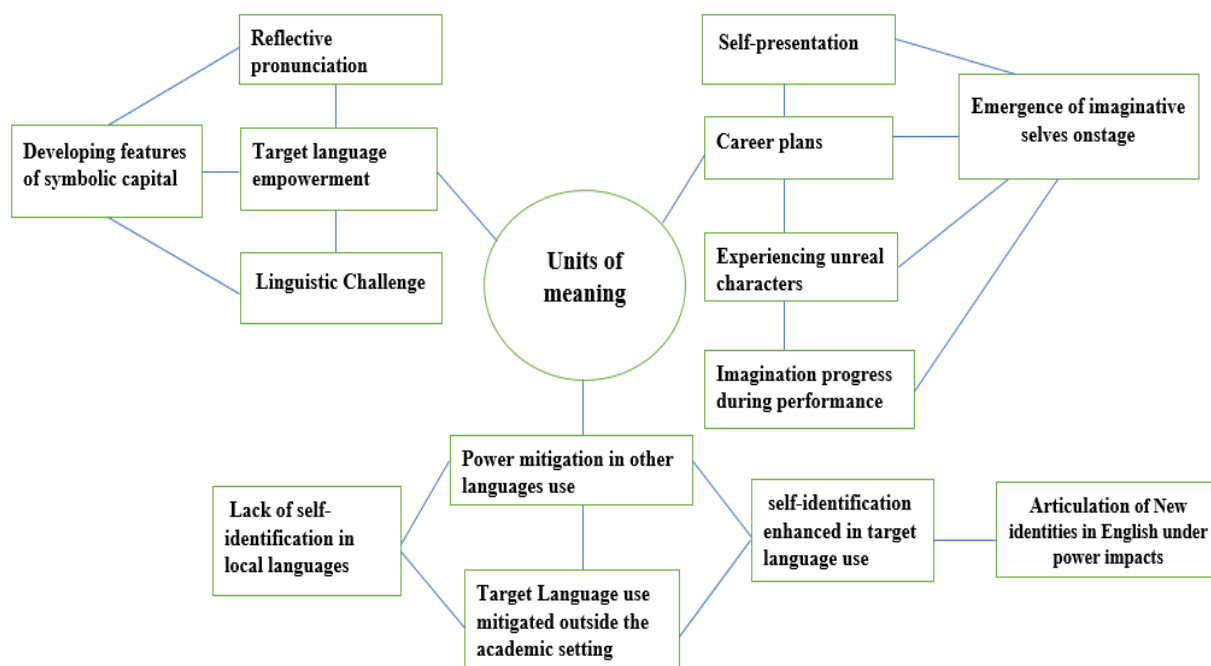 Reflective
pronunciation
Developing features
of symbolic capital
Target language
empowerment
Linguistic Challenge
Units of
meaning
Self-presentation
Career plans
Emergence of imaginative
selves onstage
Experiencing unreal
characters
Imagination progress
during performance
Power mitigation in other
languages use
Lack of self-
identification in
local languages
Target Language use
mitigated outside the
academic setting
self-identification
enhanced in target
language use
Articulation of New
identities in English under
power impacts